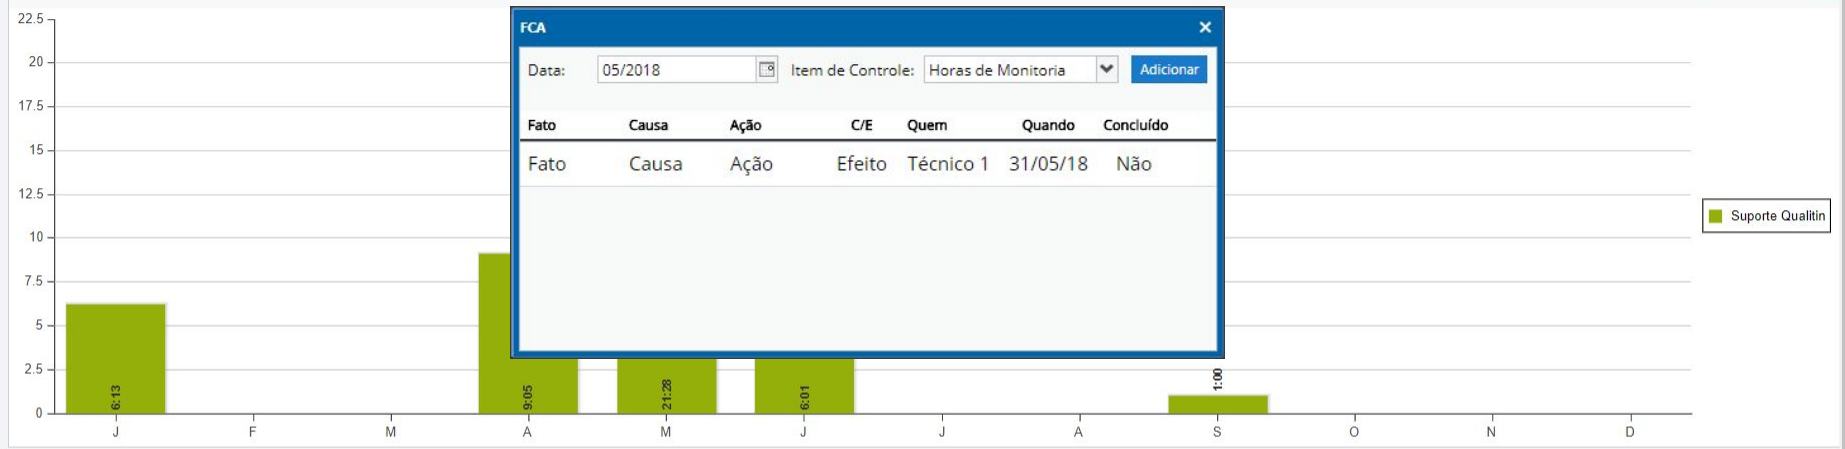 FCA
Data: 05/2018 Item de Controle: Horas de Monitoria Adicionar
Fato Causa Ação C/E Quem Quando Concluído
Fato Causa Ação Efeito Técnico 1 31/05/18 Não
22.5
20
17.5
15
12.5
10
7.5
5
2.5
0
6:13
9:05
21:28
6:01
1:00
J F M A M J J A S O N D
Suporte Qualitin